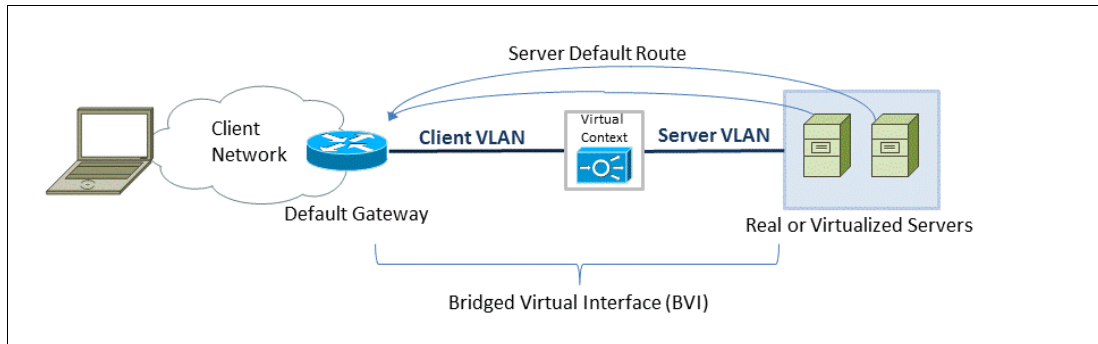 Server Default Route
Client
Network
Client VLAN
Virtual
Context
Server VLAN
Default Gateway
Real or Virtualized Servers
Bridged Virtual Interface (BVI)